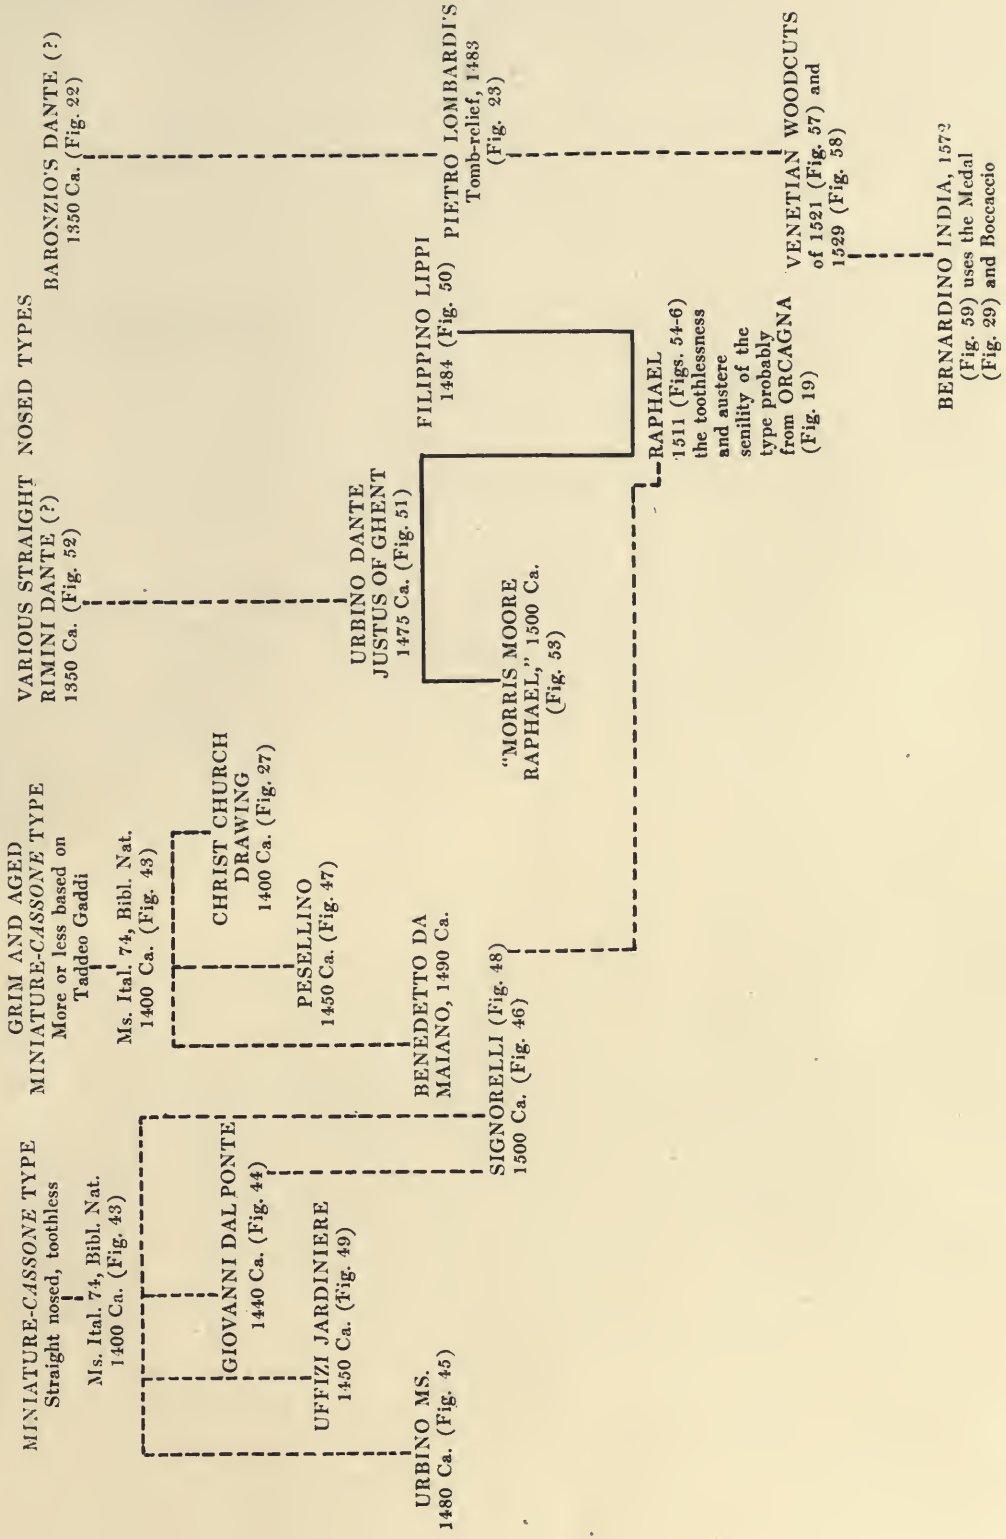 MINIATURE-CASSONE TYPE
Straight nosed, toothless
Ms. Ital. 74, Bibl. Nat.
1400 Ca. (Fig. 43)
GIOVANNI DAL PONTE
1440 Ca. (Fig. 44)
UFFIZI JARDINIERE
1450 Ca. (Fig. 49)
URBINO MS.
1480 Ca. (Fig. 45)
GRIM AND AGED
MINIATURE-CASSONE TYPE
More or less based on
Taddeo Gaddi
Ms. Ital. 74, Bibl. Nat.
1400 Ca. (Fig. 43)
CHRIST CHURCH
DRAWING
1400 Ca. (Fig. 27)
PESELLINO
1450 Ca. (Fig. 47)
BENEDETTO DA
MAIANO, 1490 Ca.
SIGNORELLI (Fig. 48)
1500 Ca. (Fig. 46)
VARIOUS STRAIGHT NOSED TYPES
RIMINI DANTE (?)
1350 Ca. (Fig. 52)
URBINO DANTE
JUSTUS OF GHENT
1475 Ca. (Fig. 51)
"MORRIS MOORE
RAPHAEL," 1500 Ca.
(Fig. 53)
FILIPPINO LIPPI
1484 (Fig. 50)
RAPHAEL
1511 (Figs. 54-6)
the toothlessness
and austere
senility of the
type probably
from ORCAGNA
(Fig. 19)
BARONZIO'S DANTE (?)
1350 Ca. (Fig. 22)
PIETRO LOMBARDI'S
Tomb-relief, 1483
(Fig. 23)
VENETIAN WOODCUTS
of 1521 (Fig. 57) and
1529 (Fig. 58)
BERNARDINO INDIA, 1572
(Fig. 59) uses the Medal
(Fig. 29) and Boccaccio